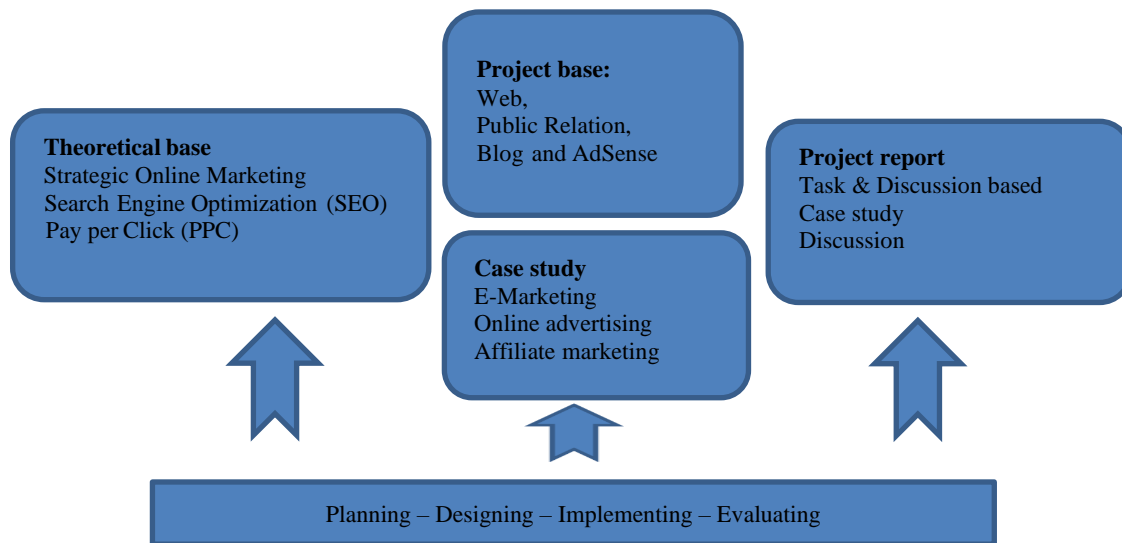 Theoretical base
Strategic Online Marketing
Search Engine Optimization (SEO)
Pay per Click (PPC)
Project base:
Web,
Public Relation,
Blog and AdSense
Case study
E-Marketing
Online advertising
Affiliate marketing
Project report
Task & Discussion based
Case study
Discussion
Planning – Designing – Implementing – Evaluating